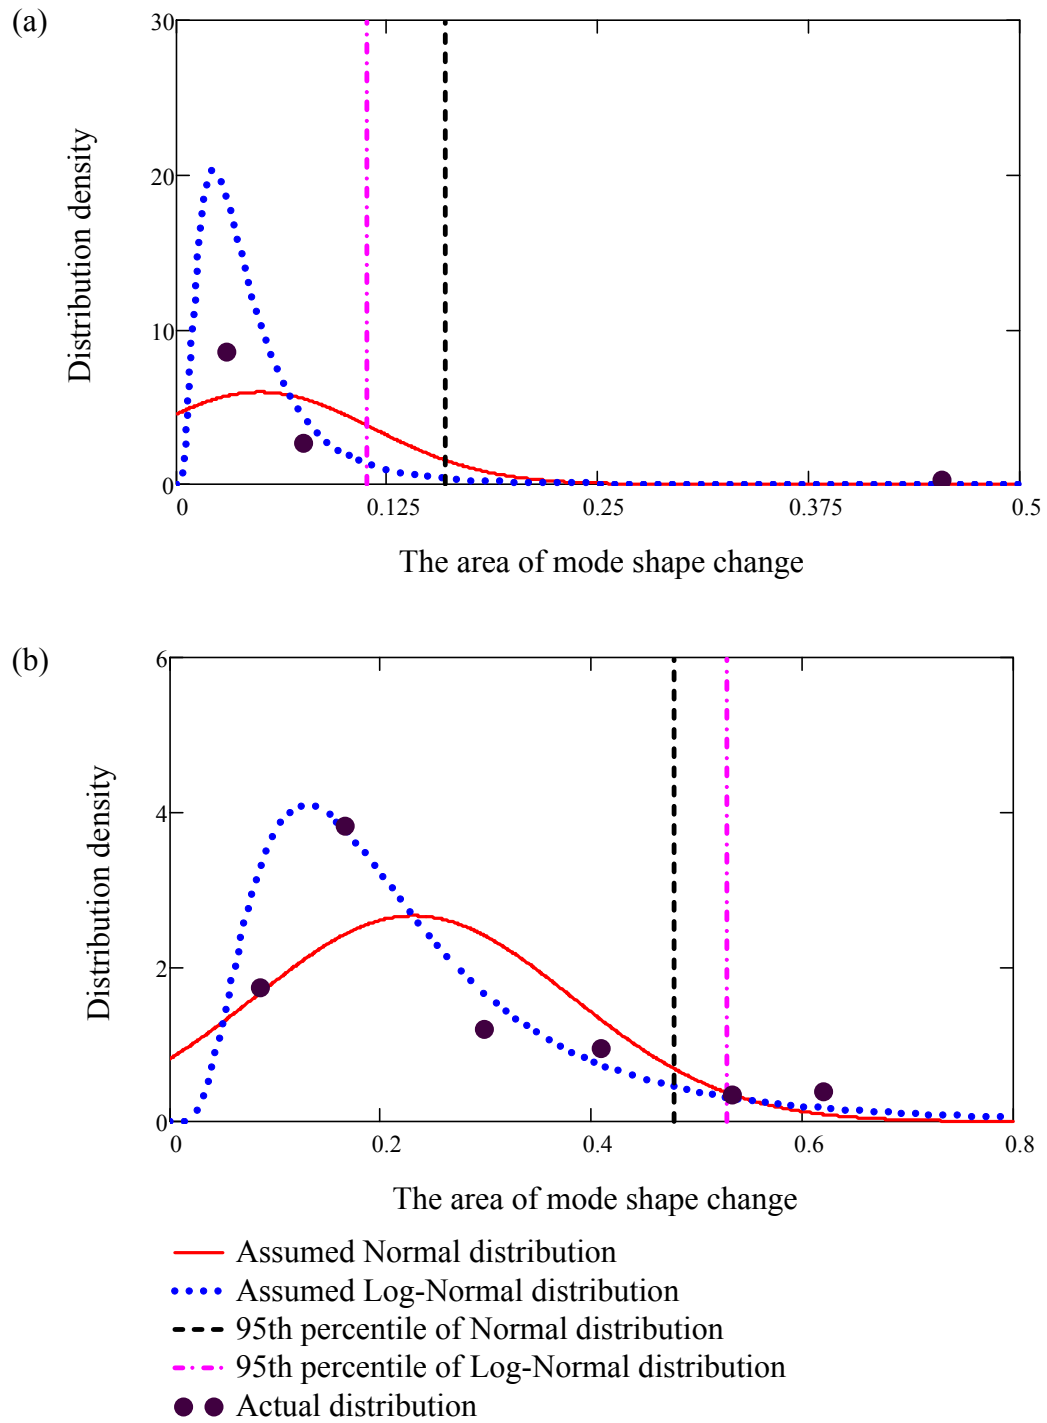 (a)
30
20
10
0
Distribution density
0 0.125 0.25 0.375 0.5
The area of mode shape change
(b)
6
4
2
0
Distribution density
0 0.2 0.4 0.6 0.8
The area of mode shape change
Assumed Normal distribution
Assumed Log-Normal distribution
95th percentile of Normal distribution
95th percentile of Log-Normal distribution
Actual distribution